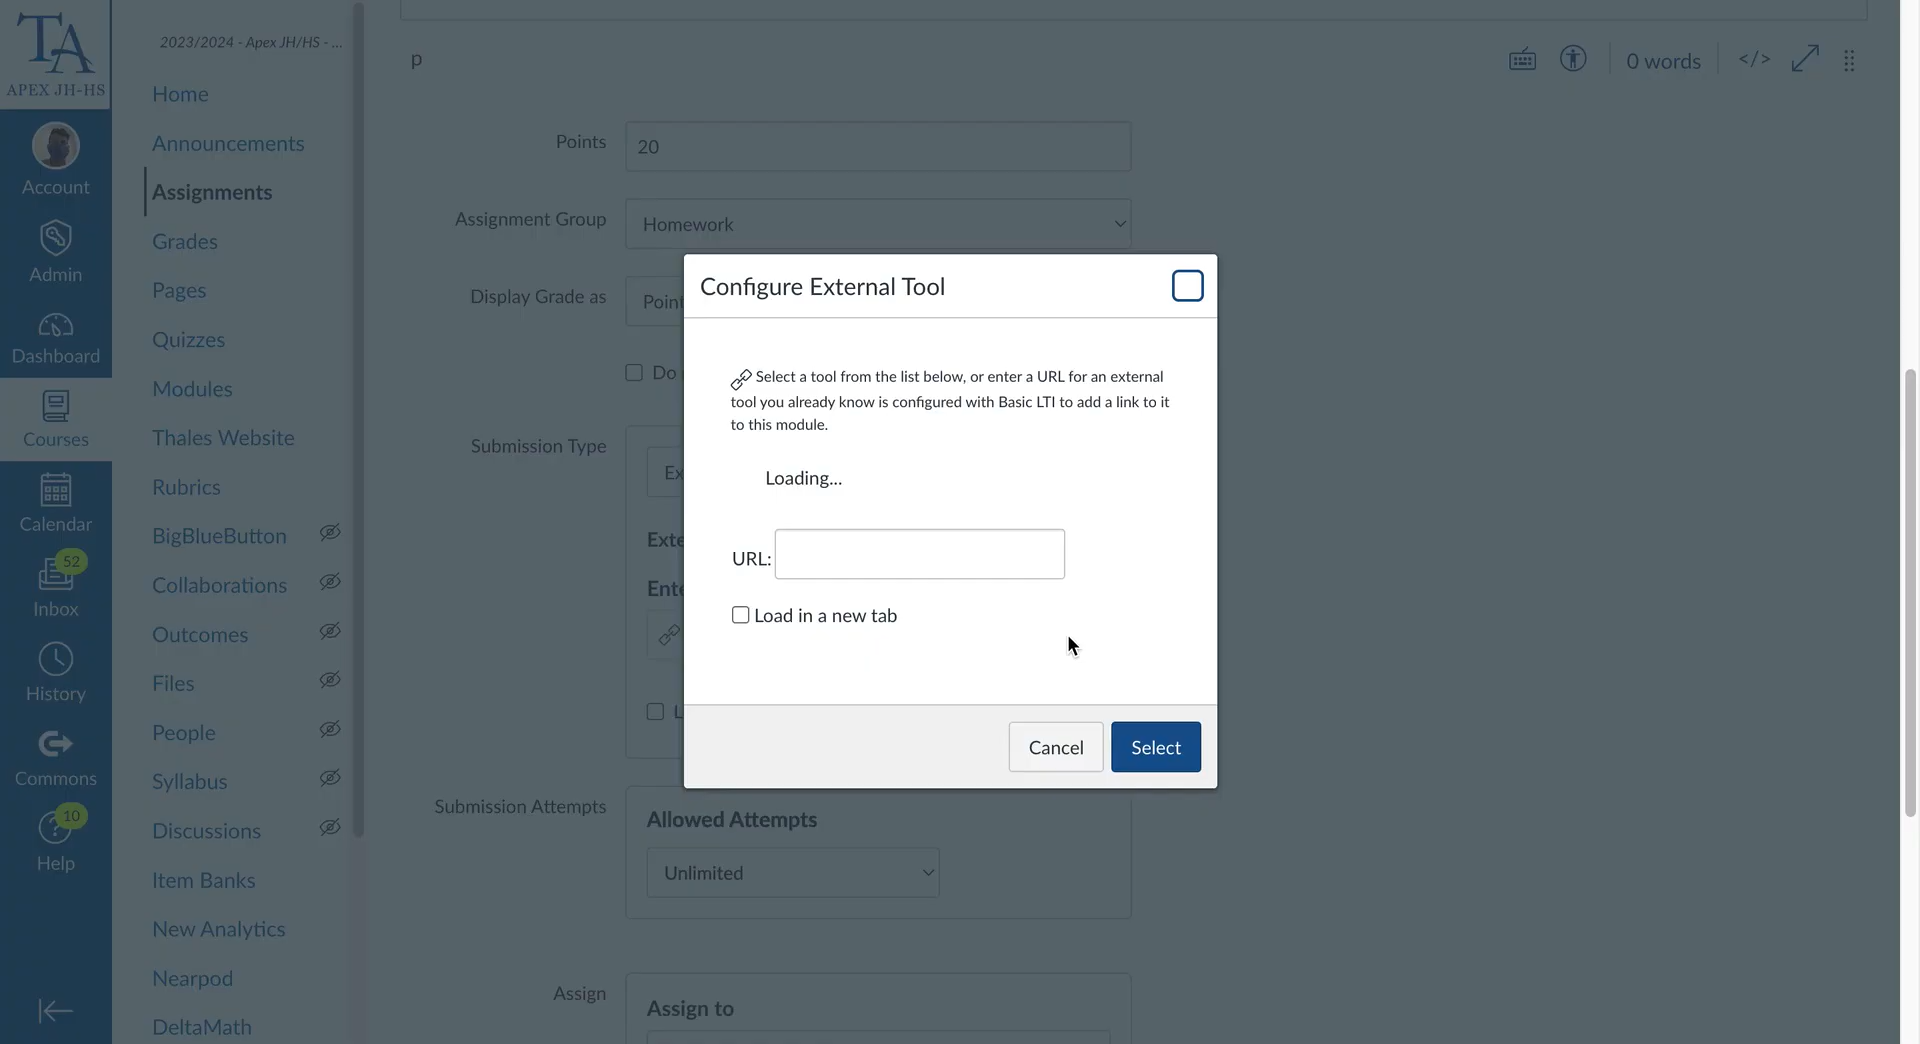 TA
APEX JH-HS
Account
Admin
Dashboard
Courses
Calendar
52
Inbox
History
Commons
10
Help
2023/2024 - Apex JH/HS - ...
Home
Announcements
Assignments
Grades
Pages
Quizzes
Modules
Thales Website
Rubrics
BigBlueButton
Collaborations
Outcomes
Files
People
Syllabus
Discussions
Item Banks
New Analytics
Nearpod
DeltaMath
p
0 words
</>
Points
20
Assignment Group
Homework
Display Grade as
Point
Do
Submission Type
Ex
Exte
Ente
L
Configure External Tool
Select a tool from the list below, or enter a URL for an external
tool you already know is configured with Basic LTI to add a link to it
to this module.
Loading...
URL:
Load in a new tab
Cancel
Select
Submission Attempts
Allowed Attempts
Unlimited
Assign
Assign to